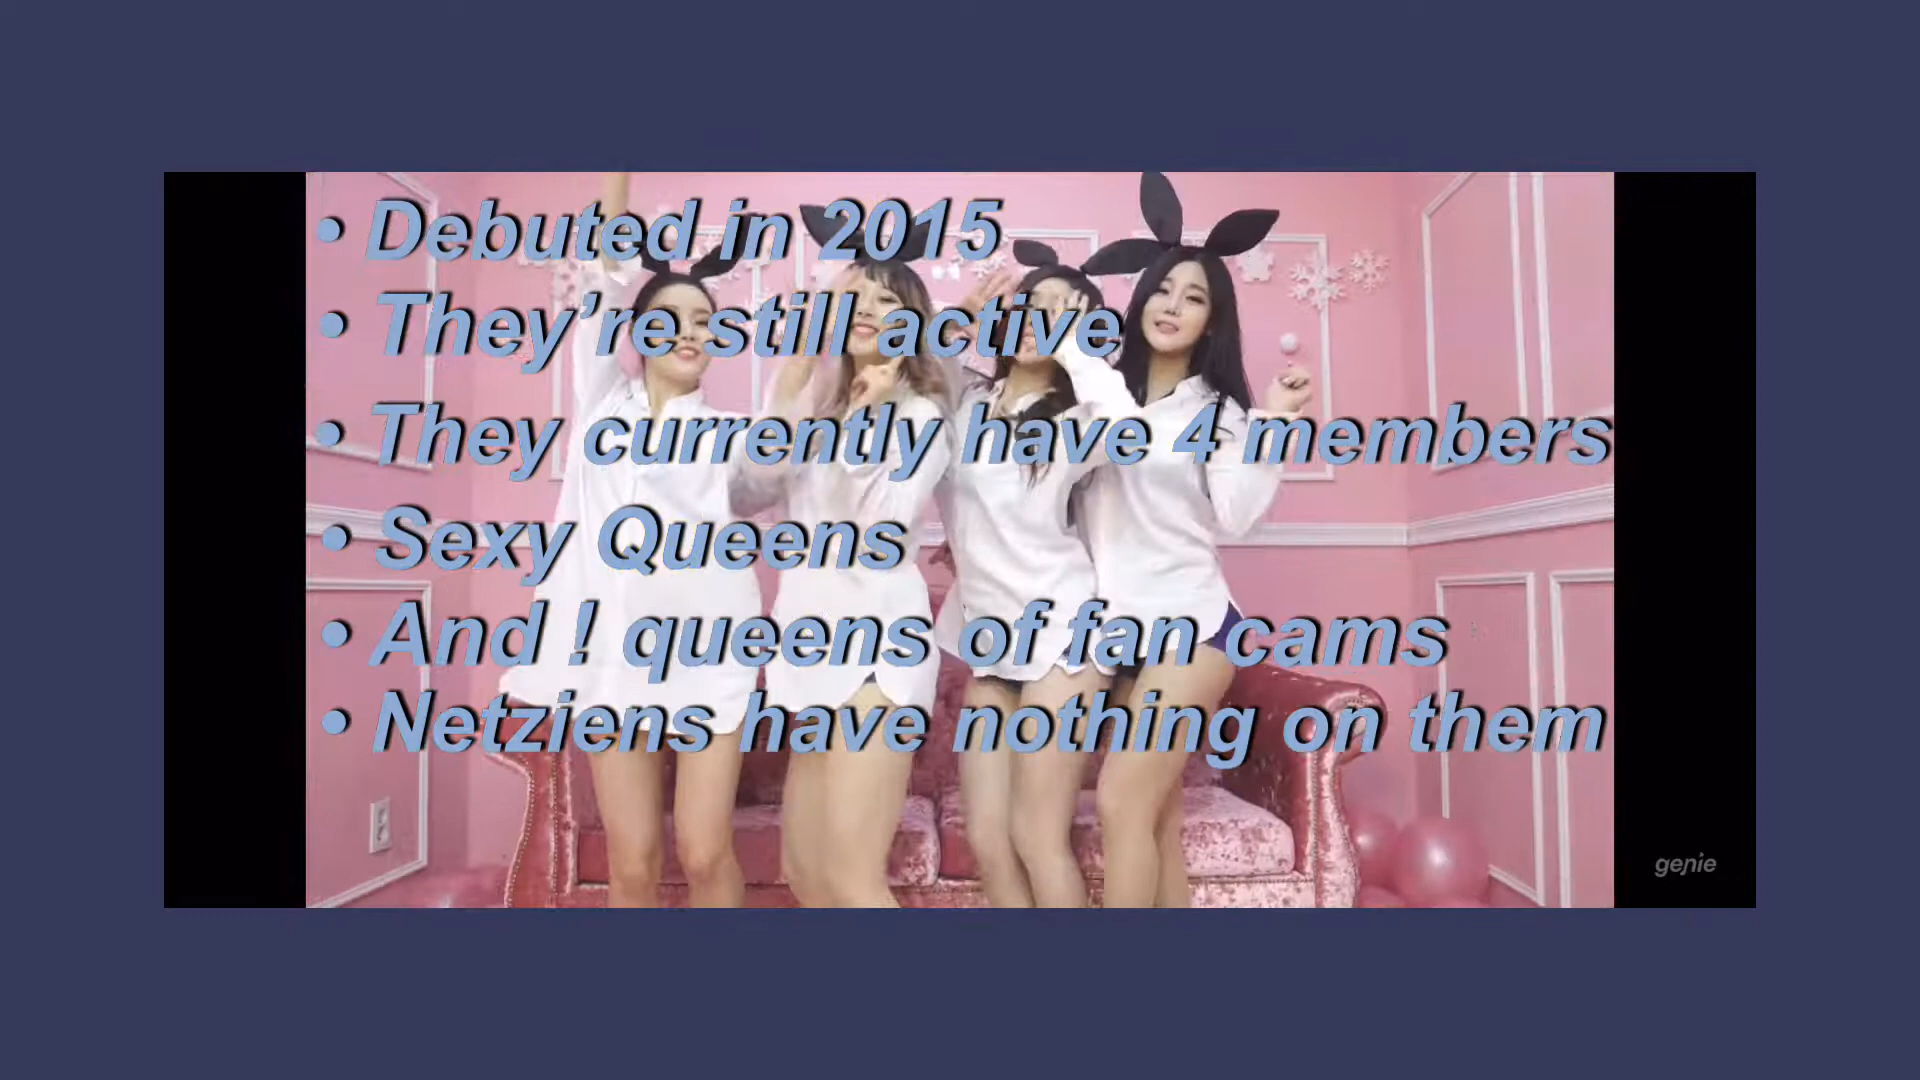 • Debuted in 2015
• They're still active
• They currently have 4 members
• Sexy Queens
• And ! queens of fan cams
• Netziens have nothing on them
genie